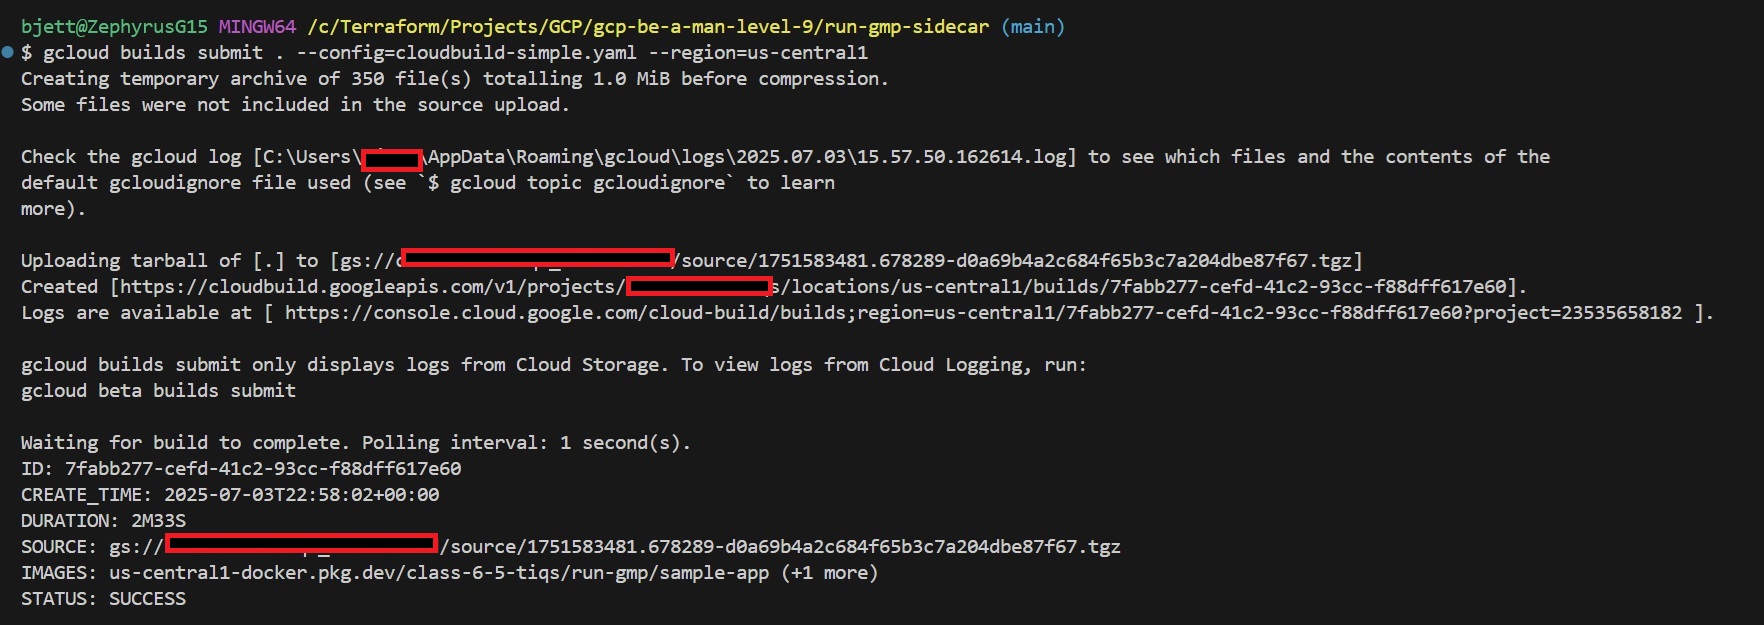 bjett@ZephyrusG15 MINGW64 /c/Terraform/Projects/GCP/gcp-be-a-man-level-9/run-gmp-sidecar (main)
$ gcloud builds submit . --config=cloudbuild-simple.yaml --region=us-central1
Creating temporary archive of 350 file(s) totalling 1.0 MiB before compression.
Some files were not included in the source upload.
Check the gcloud log [C:\Users\ \AppData\Roaming\gcloud\logs\2025.07.03\15.57.50.162614.log] to see which files and the contents of the
default gcloudignore file used (see `$ gcloud topic gcloudignore` to learn
more).
Uploading tarball of [.] to [gs:// /source/1751583481.678289-d0a69b4a2c684f65b3c7a204dbe87f67.tgz]
Created [https://cloudbuild.googleapis.com/v1/projects/ s/locations/us-central1/builds/7fabb277-cefd-41c2-93cc-f88dff617e60].
Logs are available at [ https://console.cloud.google.com/cloud-build/builds;region=us-central1/7fabb277-cefd-41c2-93cc-f88dff617e60?project=23535658182 ].
gcloud builds submit only displays logs from Cloud Storage. To view logs from Cloud Logging, run:
gcloud beta builds submit
Waiting for build to complete. Polling interval: 1 second(s).
ID: 7fabb277-cefd-41c2-93cc-f88dff617e60
CREATE_TIME: 2025-07-03T22:58:02+00:00
DURATION: 2M33S
SOURCE: gs:// /source/1751583481.678289-d0a69b4a2c684f65b3c7a204dbe87f67.tgz
IMAGES: us-central1-docker.pkg.dev/class-6-5-tiqs/run-gmp/sample-app (+1 more)
STATUS: SUCCESS